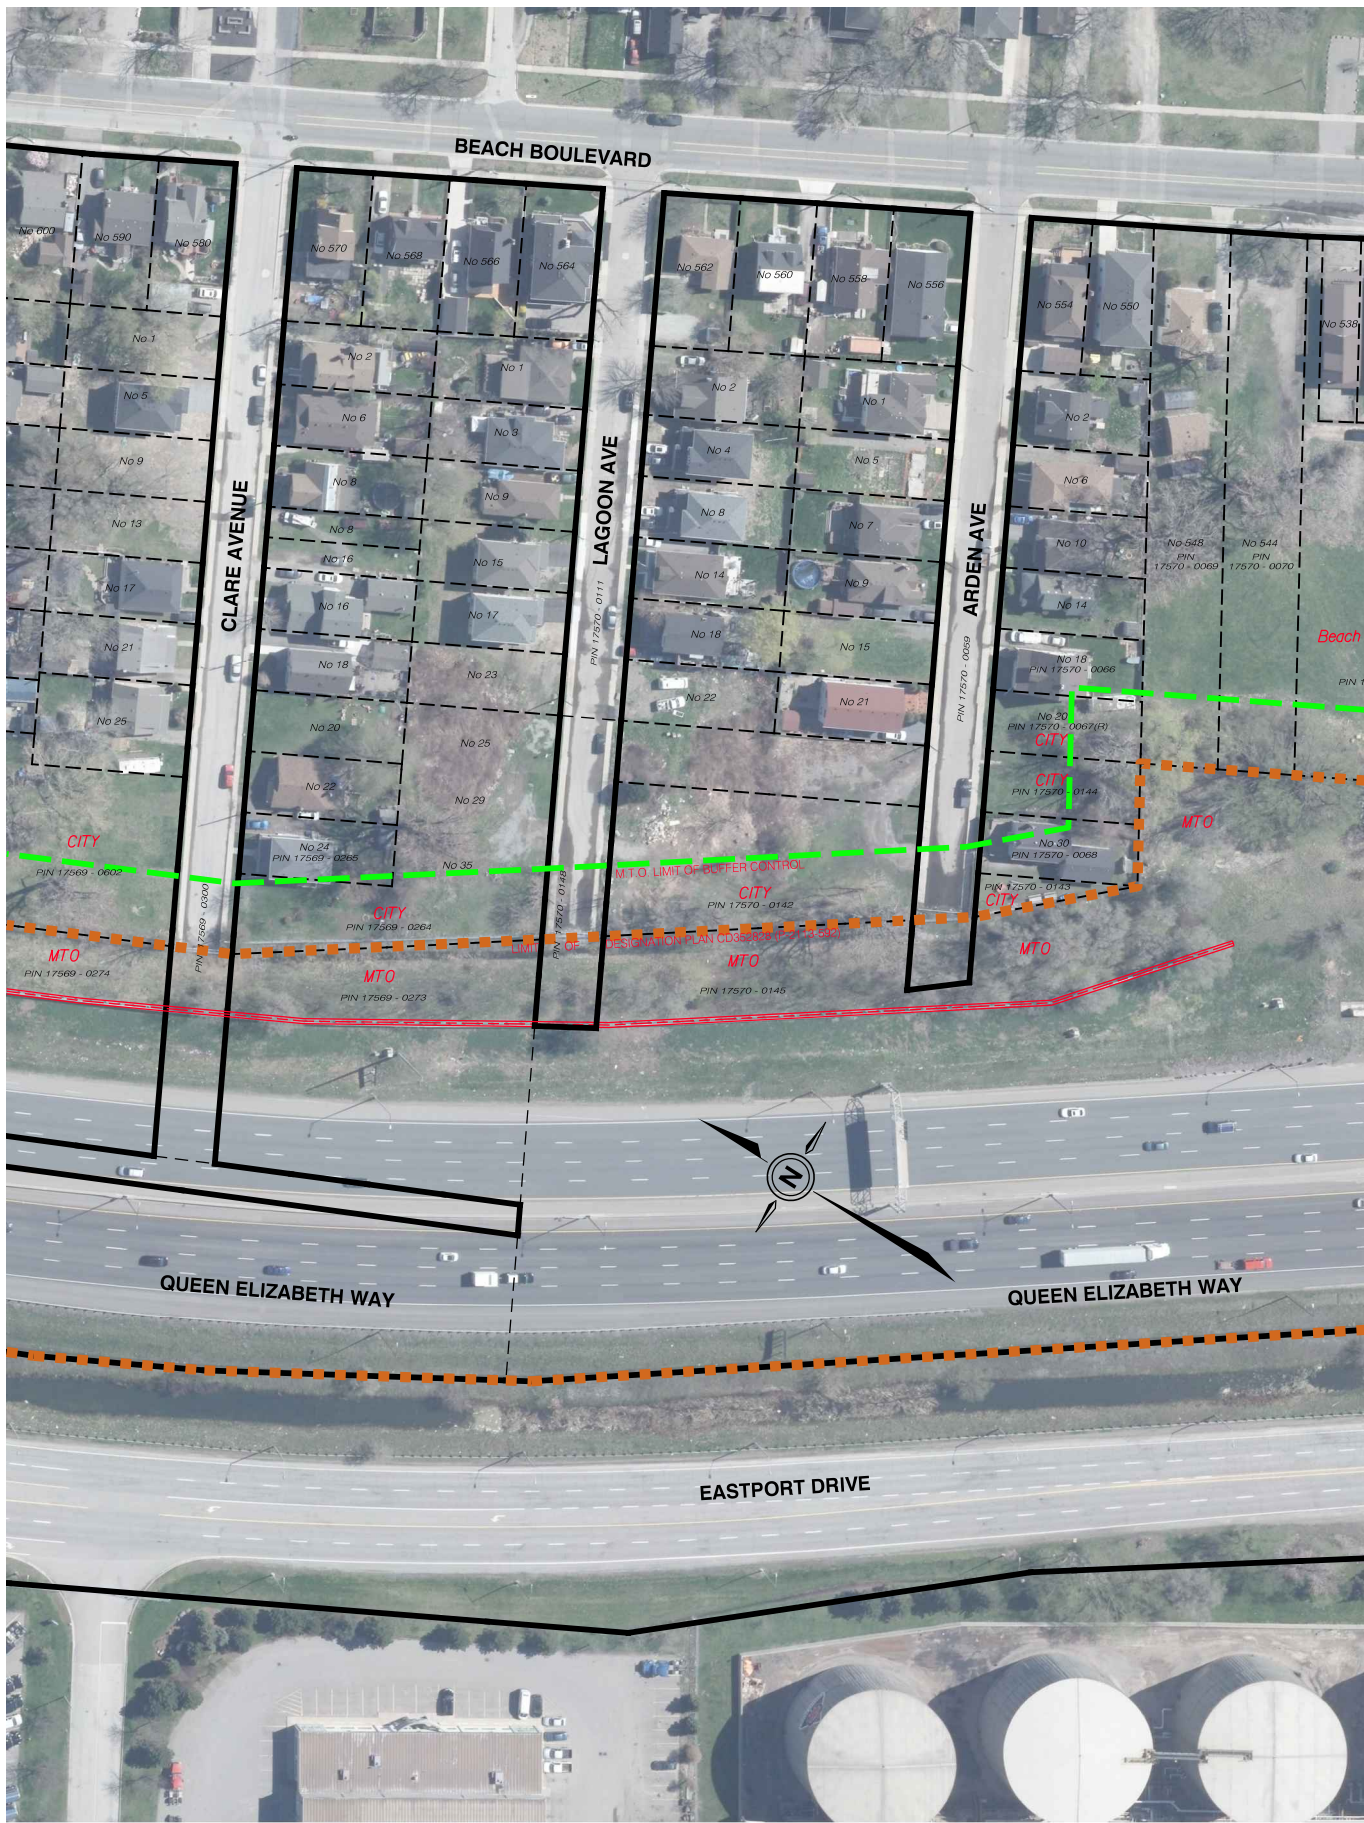 BEACH BOULEVARD
No 600
No 590
No 580
No 570
No 568
No 566
No 564
No 562
No 560
No 558
No 556
No 554
No 550
No 538
No 1
No 5
No 9
No 13
No 17
No 21
No 25
CLARE AVENUE
No 2
No 6
No 8
No 8
No 16
No 16
No 18
No 20
No 22
No 24
PIN 17569 - 0265
No 1
No 3
No 9
No 15
No 17
No 23
No 25
No 29
No 35
LAGOON AVE
PIN 17570 - 0111
No 2
No 4
No 8
No 14
No 18
No 22
No 1
No 5
No 7
No 9
No 15
No 21
ARDEN AVE
PIN 17570 - 0059
No 2
No 6
No 10
No 14
No 18
PIN 17570 - 0066
No 20
PIN 17570 - 0067(R)
CITY
CITY
PIN 17570 - 0144
No 30
PIN 17570 - 0068
PIN 17570 - 0143
CITY
No 548
PIN
17570 - 0069
No 544
PIN
17570 - 0070
Beach
PIN 1
MTO
CITY
PIN 17569 - 0602
M.T.O. LIMIT OF BUFFER CONTROL
CITY
PIN 17570 - 0142
CITY
PIN 17569 - 0264
PIN 17569 - 0300
PIN 17570 - 0148
DESIGNATION PLAN
MTO
PIN 17569 - 0274
MTO
PIN 17569 - 0273
MTO
PIN 17570 - 0145
MTO
N
QUEEN ELIZABETH WAY
QUEEN ELIZABETH WAY
EASTPORT DRIVE